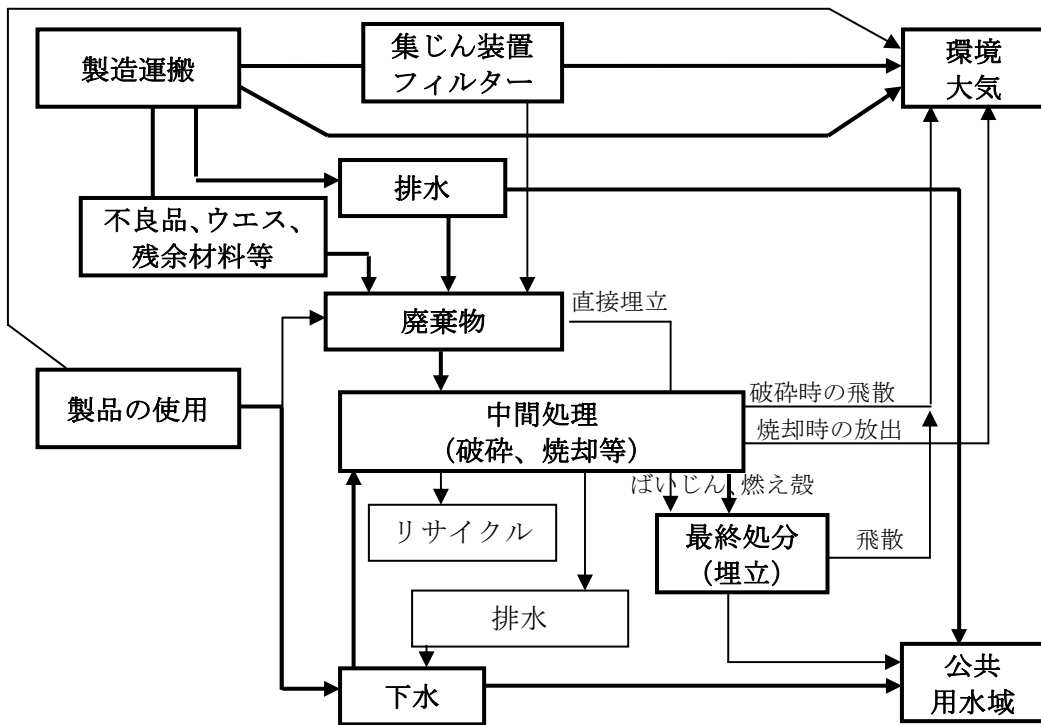 製造運搬
集じん装置
フィルター
環境
大気
排水
不良品、ウエス、
残余材料等
廃棄物
直接埋立
製品の使用
中間処理
(破砕、焼却等)
破砕時の飛散
焼却時の放出
ばいじん、燃え殻
リサイクル
最終処分
(埋立)
飛散
排水
下水
公共
用水域